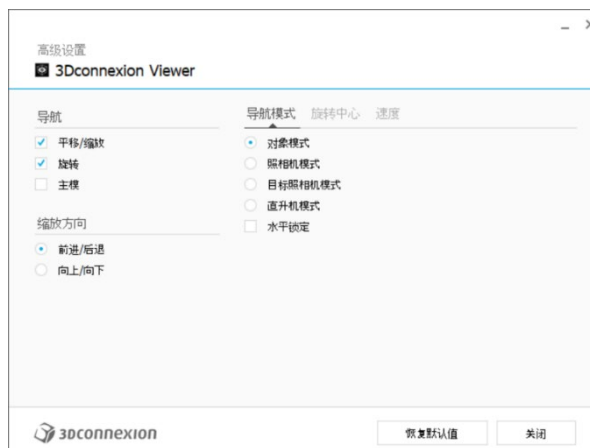 高级设置
3Dconnexion Viewer
导航
平移/缩放
旋转
主模
缩放方向
前进/后退
向上/向下
导航模式 旋转中心 速度
对象模式
照相机模式
目标照相机模式
直升机模式
水平锁定
3Dconnexion
恢复默认值 关闭